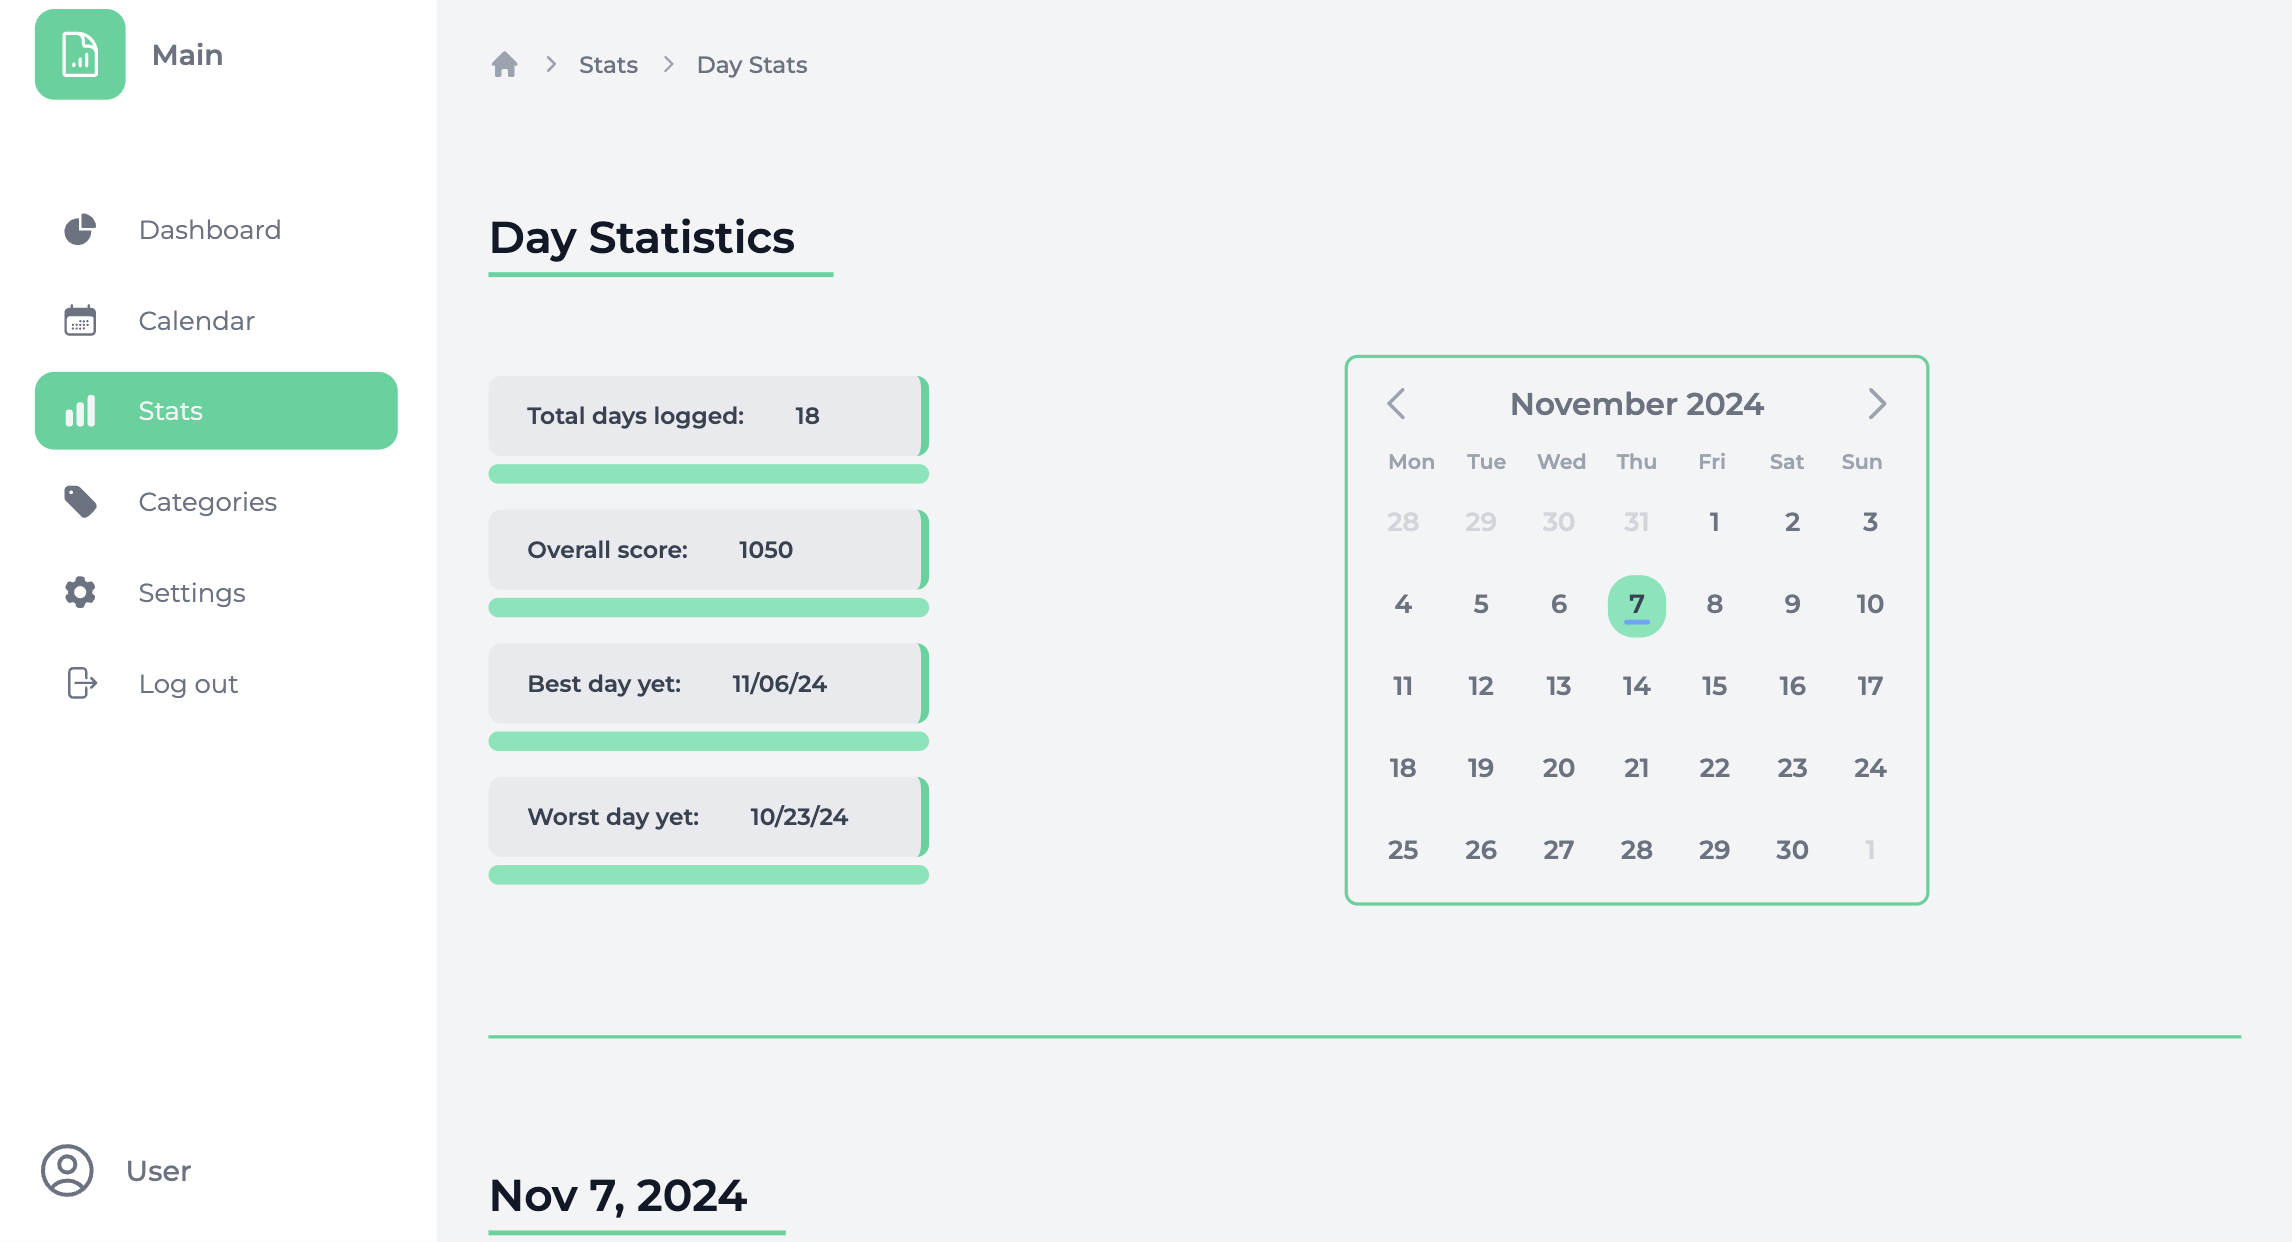 Main
Dashboard
Calendar
Stats
Categories
Settings
Log out
User
Stats
Day Stats
Day Statistics
Total days logged: 18
Overall score: 1050
Best day yet: 11/06/24
Worst day yet: 10/23/24
November 2024
Mon Tue Wed Thu Fri Sat Sun
28 29 30 31 1 2 3
4 5 6 7 8 9 10
11 12 13 14 15 16 17
18 19 20 21 22 23 24
25 26 27 28 29 30 1
Nov 7, 2024